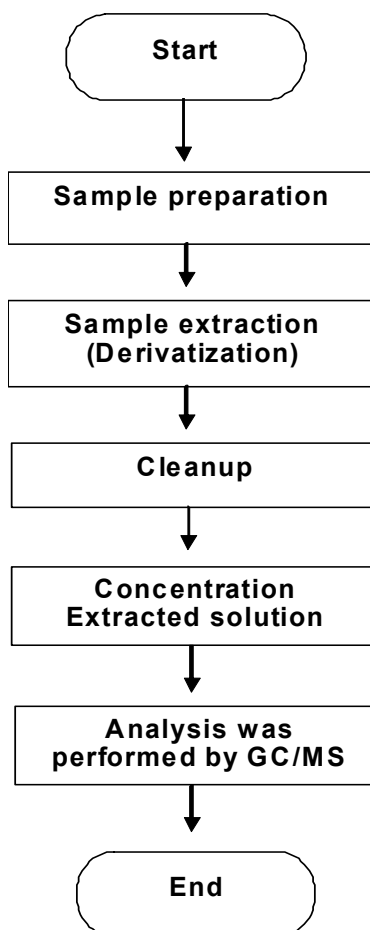 Start
Sample preparation
Sample extraction
(Derivatization)
Cleanup
Concentration
Extracted solution
Analysis was
performed by GC/MS
End